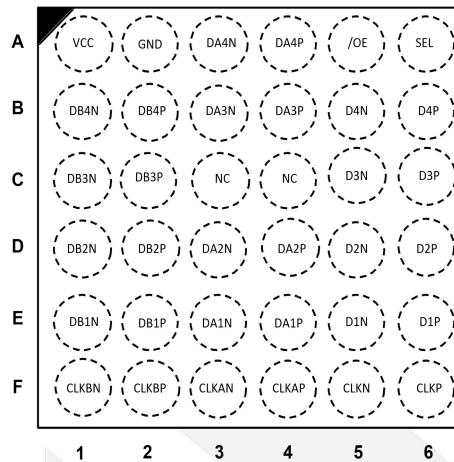 A VCC GND DA4N DA4P /OE SEL
B DB4N DB4P DA3N DA3P D4N D4P
C DB3N DB3P NC NC D3N D3P
D DB2N DB2P DA2N DA2P D2N D2P
E DB1N DB1P DA1N DA1P D1N D1P
F CLKBN CLKBP CLKAN CLKAP CLKN CLKP
1 2 3 4 5 6